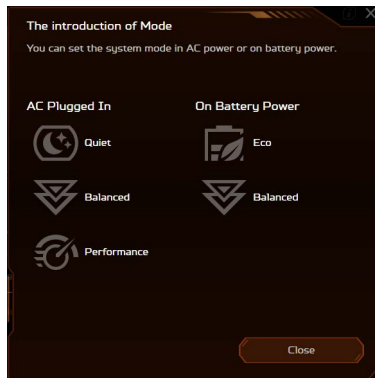 The introduction of Mode
You can set the system mode in AC power or on battery power.
AC Plugged In
On Battery Power
Quiet
Eco
Balanced
Balanced
Performance
Close